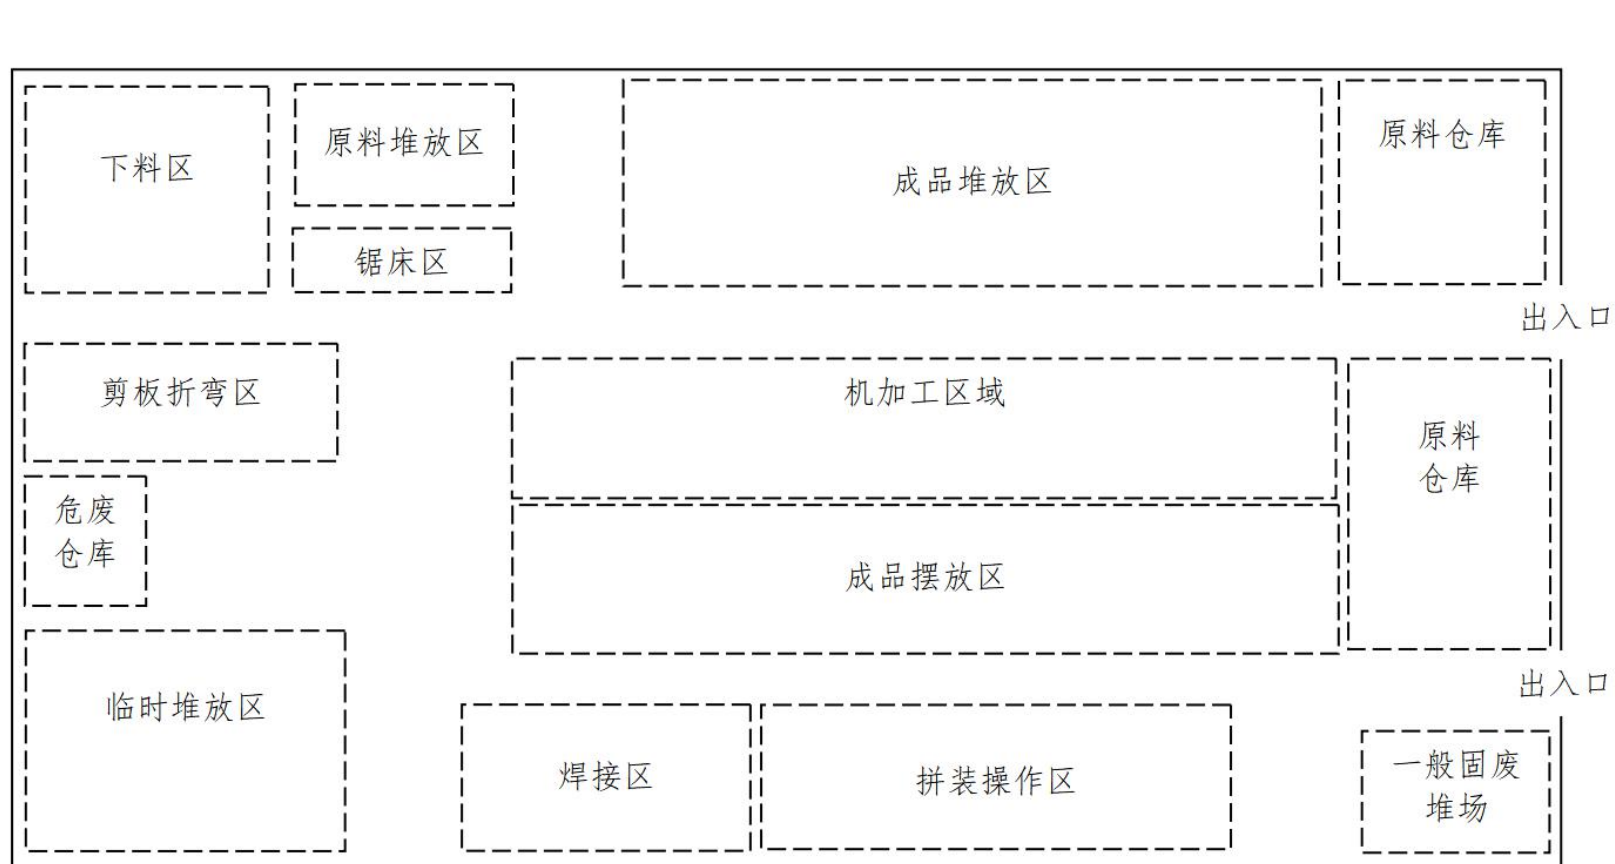 下料区
原料堆放区
锯床区
成品堆放区
原料仓库
出入口
剪板折弯区
机加工区域
原料
仓库
危废
仓库
成品摆放区
出入口
临时堆放区
焊接区
拼装操作区
一般固废
堆场